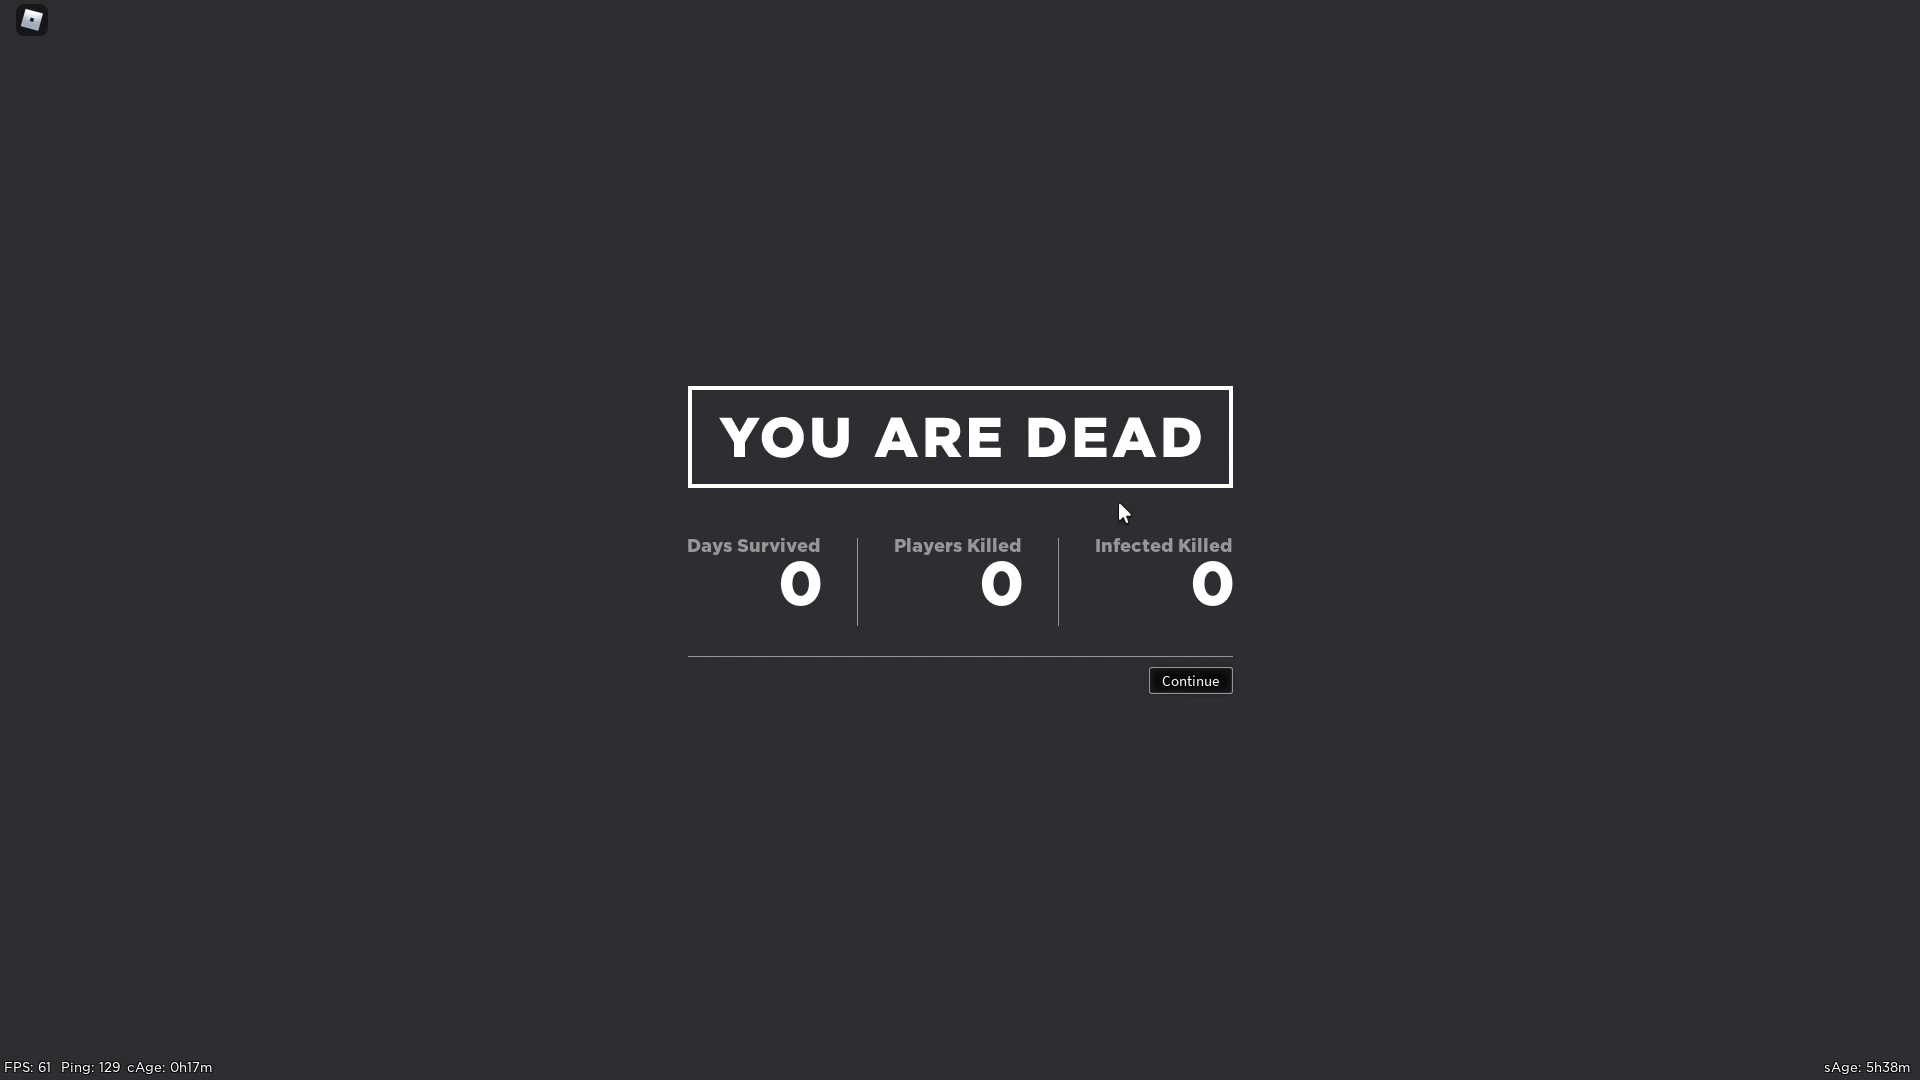 YOU ARE DEAD
Days Survived Players Killed Infected Killed
0 0 0
Continue
FPS: 61 Ping: 129 cAge: 0h17m sAge: 5h38m